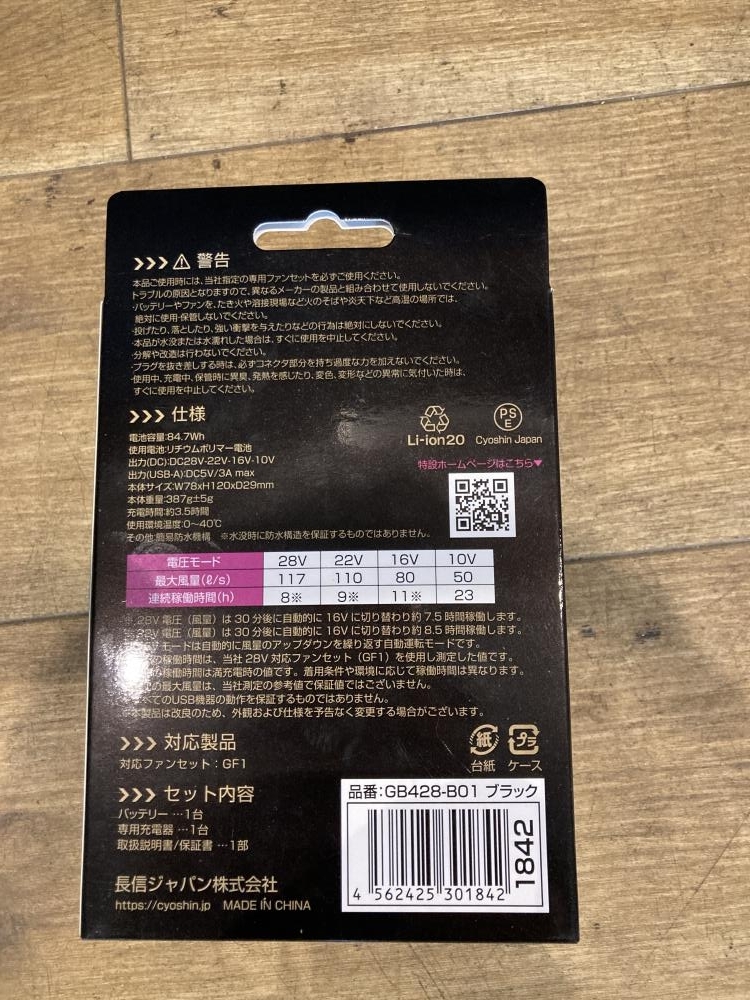 >>> ⚠ 警告
本品ご使用時には、当社指定の専用ファンセットを必ずご使用ください。
トラブルの原因となりますので、異なるメーカーの製品と組み合わせて使用しないでください。
・バッテリーやファンを、たき火や溶接現場など火のそばや炎天下など高温の場所では、
絶対に使用・保管しないでください。
・投げたり、落としたり、強い衝撃を与えたりなどの行為は絶対にしないでください。
・本品が水没または水濡れした場合は、すぐに使用を中止してください。
・分解や改造は行わないでください。
・プラグを抜き差しする時は、必ずコネクタ部分を持ち過度な力を加えないでください。
・使用中、充電中、保管時に異臭、発熱を感じたり、変色、変形などの異常に気付いた時は、
すぐに使用を中止してください。
>>> 仕様
電池容量:84.7Wh
使用電池:リチウムポリマー電池
出力(DC):DC28V-22V-16V-10V
出力(USB-A):DC5V/3A max
本体サイズ:W78xH120xD29mm
本体重量:387g±5g
充電時間:約3.5時間
使用環境温度:0~40℃
その他:簡易防水機構 ※水没時に防水構造を保証するものではありません。
Li-ion20
PS
E
Cyoshin Japan
特設ホームページはこちら▼
電圧モード 28V 22V 16V 10V
最大風量(ℓ/s) 117 110 80 50
連続稼働時間(h) 8※ 9※ 11※ 23
※28V 電圧(風量)は 30 分後に自動的に 16V に切り替わり約 7.5 時間稼働します。
※22V 電圧(風量)は 30 分後に自動的に 16V に切り替わり約 8.5 時間稼働します。
モードは自動的に風量のアップダウンを繰り返す自動運転モードです。
の稼働時間は、当社 28V 対応ファンセット(GF1)を使用し測定した値です。
の稼働時間は満充電時の値です。着用条件や環境に応じて稼働時間は異なります。
の最大風量は、当社測定の参考値で保証値ではございません。
すべてのUSB機器の動作を保証するものではありません。
※本製品は改良のため、外観および仕様を予告なく変更する場合がございます。
>>> 対応製品
対応ファンセット:GF1
紙
台紙
プラ
ケース
>>> セット内容
バッテリー …1台
専用充電器 …1台
取扱説明書/保証書 …1部
長信ジャパン株式会社
https://cyoshin.jp MADE IN CHINA
品番:GB428-B01 ブラック
4 562425 301842
1842